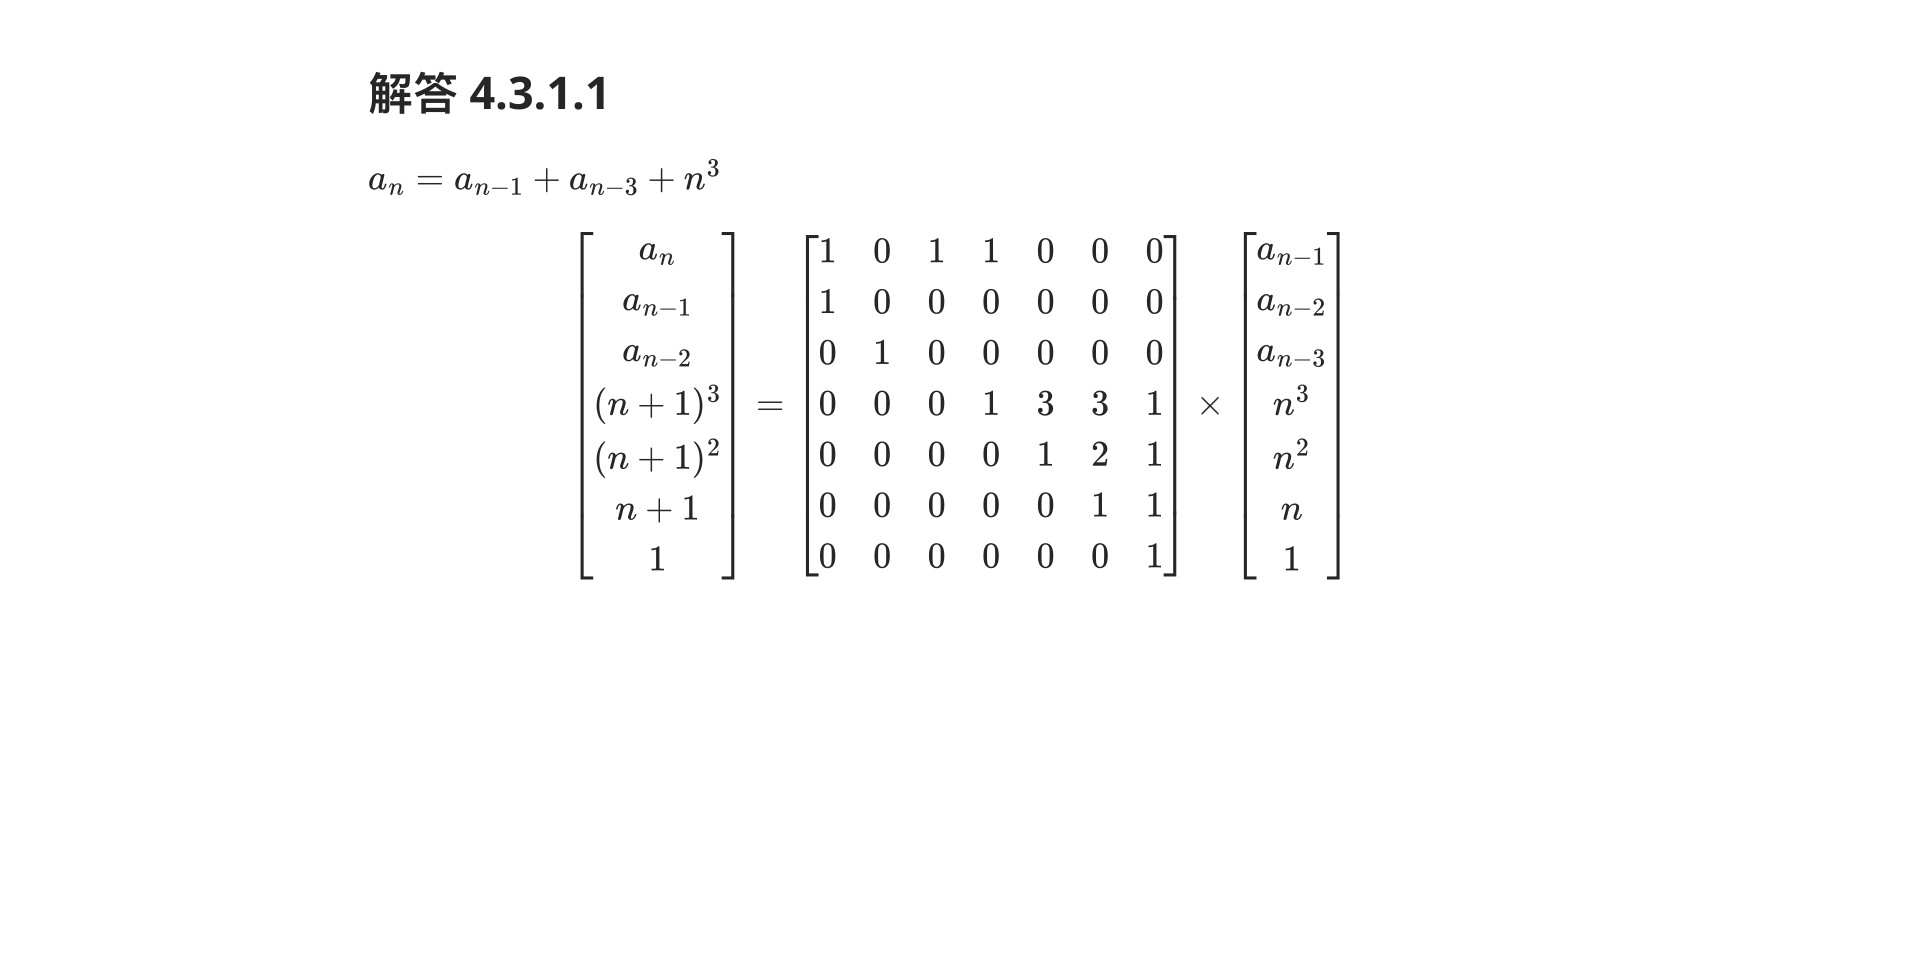 解答 4.3.1.1
$a_n = a_{n-1} + a_{n-3} + n^3$
$\begin{bmatrix} a_n \\ a_{n-1} \\ a_{n-2} \\ (n+1)^3 \\ (n+1)^2 \\ n+1 \\ 1 \end{bmatrix} = \begin{bmatrix} 1 & 0 & 1 & 1 & 0 & 0 & 0 \\ 1 & 0 & 0 & 0 & 0 & 0 & 0 \\ 0 & 1 & 0 & 0 & 0 & 0 & 0 \\ 0 & 0 & 0 & 1 & 3 & 3 & 1 \\ 0 & 0 & 0 & 0 & 1 & 2 & 1 \\ 0 & 0 & 0 & 0 & 0 & 1 & 1 \\ 0 & 0 & 0 & 0 & 0 & 0 & 1 \end{bmatrix} \times \begin{bmatrix} a_{n-1} \\ a_{n-2} \\ a_{n-3} \\ n^3 \\ n^2 \\ n \\ 1 \end{bmatrix}$